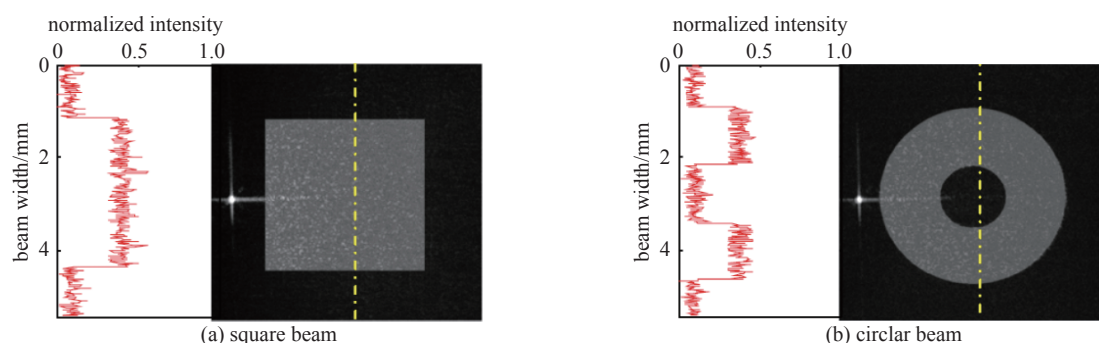 normalized intensity
0 0.5 1.0
0
2
4
beam width/mm
(a) square beam
normalized intensity
0 0.5 1.0
0
2
4
beam width/mm
(b) circlar beam